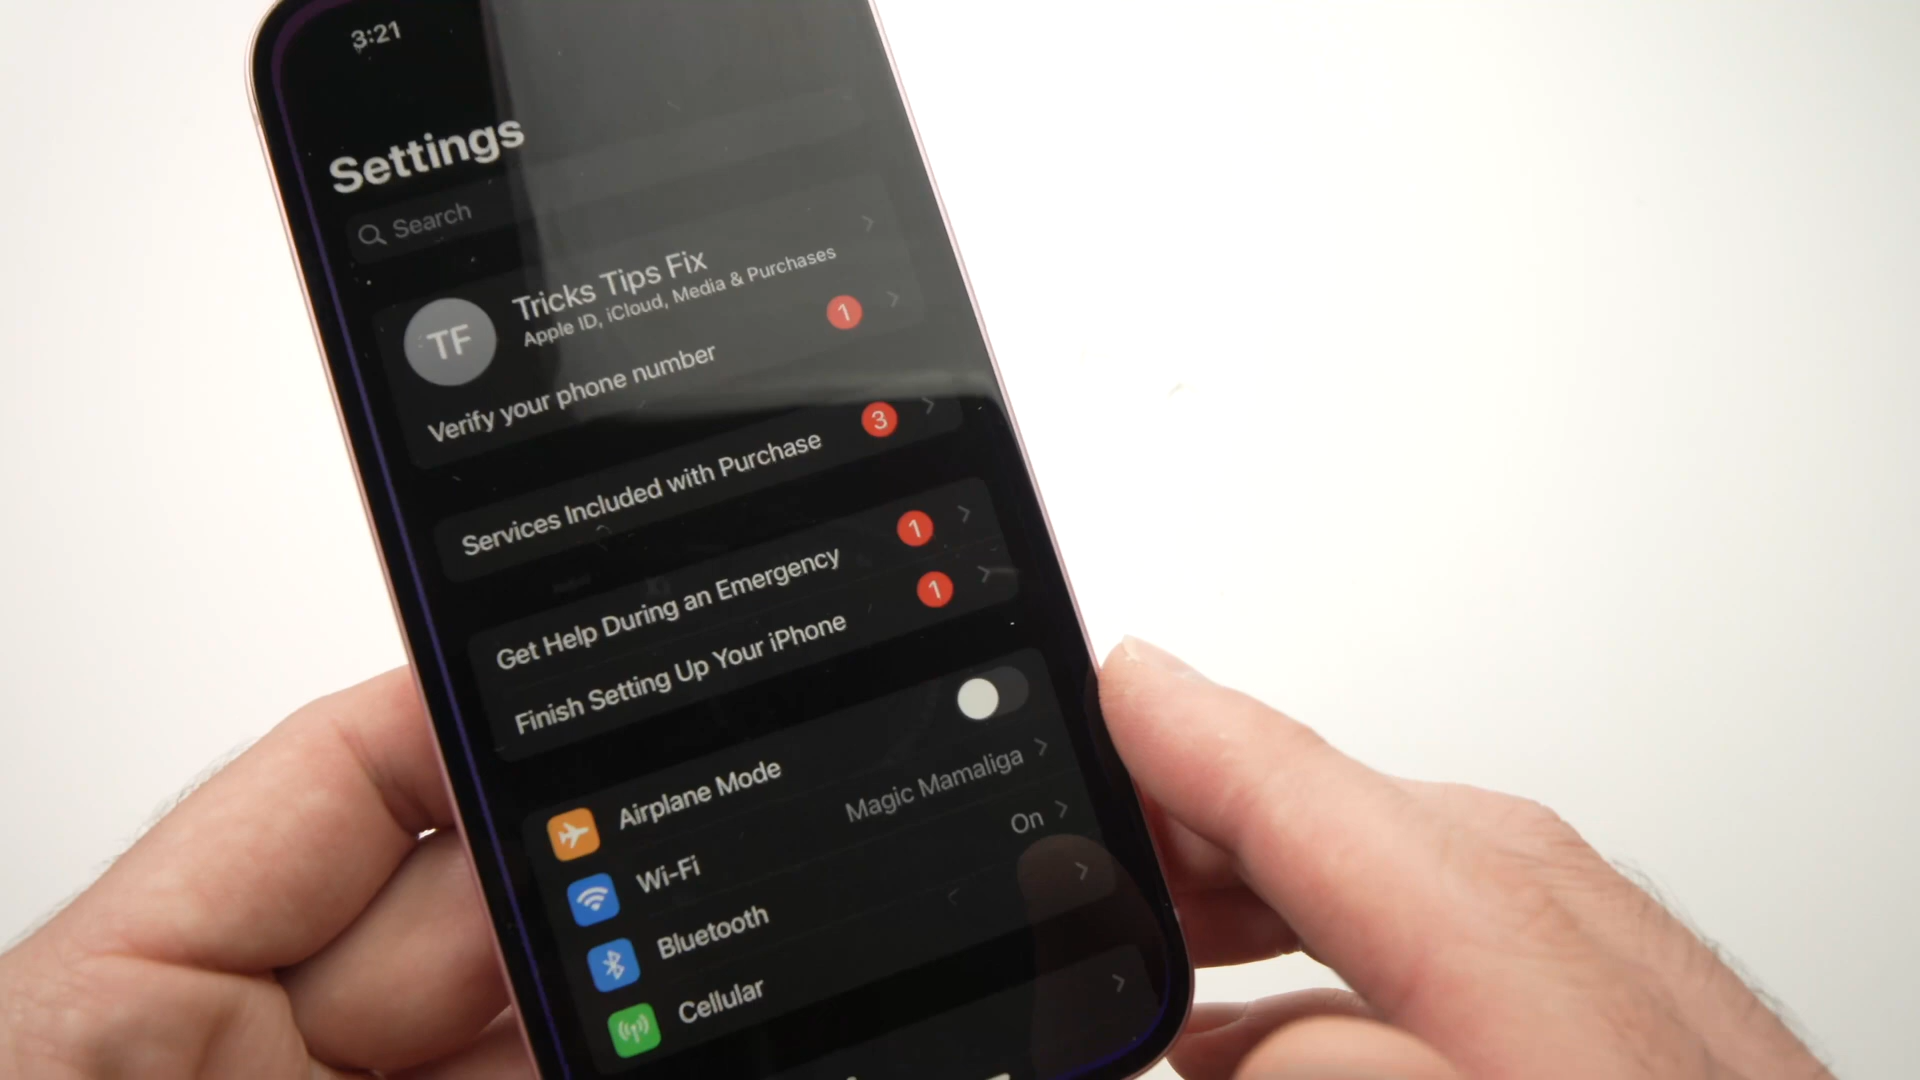 3:21
Settings
Search
TF
Tricks Tips Fix
Apple ID, iCloud, Media & Purchases
Verify your phone number 1
Services Included with Purchase 3
Get Help During an Emergency 1
Finish Setting Up Your iPhone 1
Airplane Mode
Wi-Fi Magic Mamaliga
Bluetooth On
Cellular